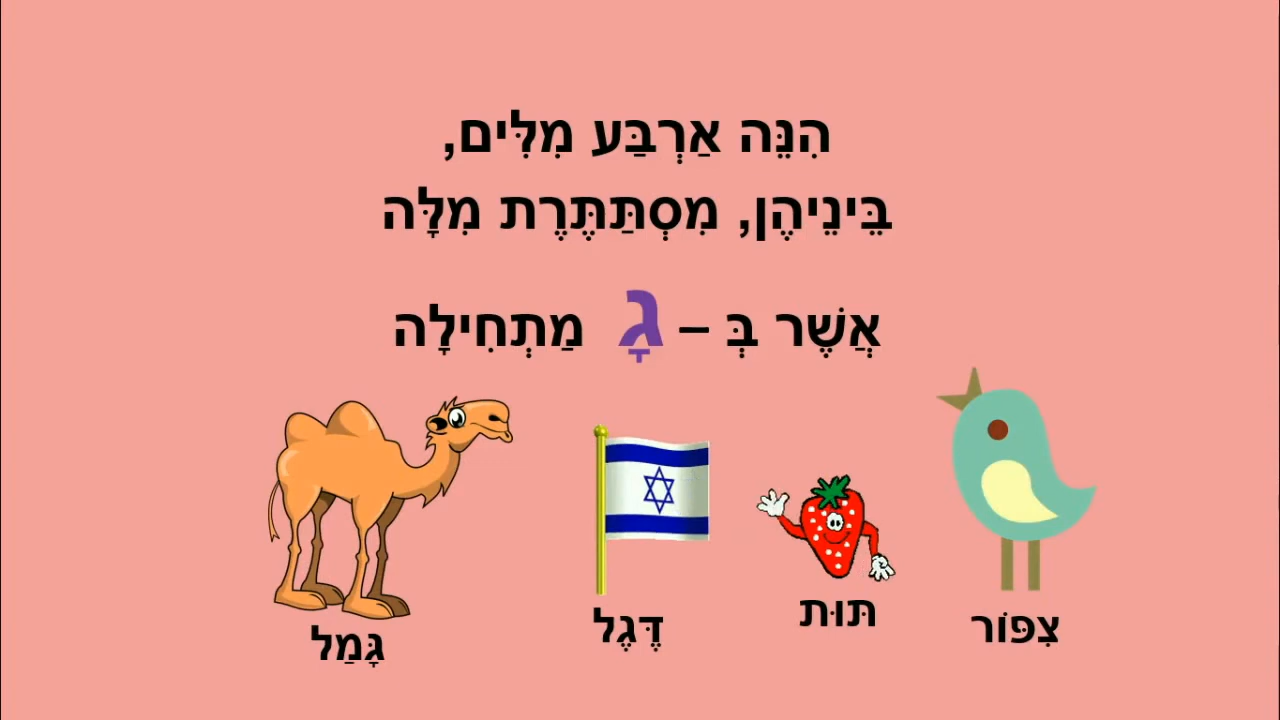 הִנֵּה אַרְבַּע מִלִּים,
בֵּינֵיהֶן, מִסְתַּתֶּרֶת מִלָּה
אֲשֶׁר בְּ – גָ מַתְחִילָה
צִפּוֹר
תּוּת
דֶּגֶל
גָּמַל